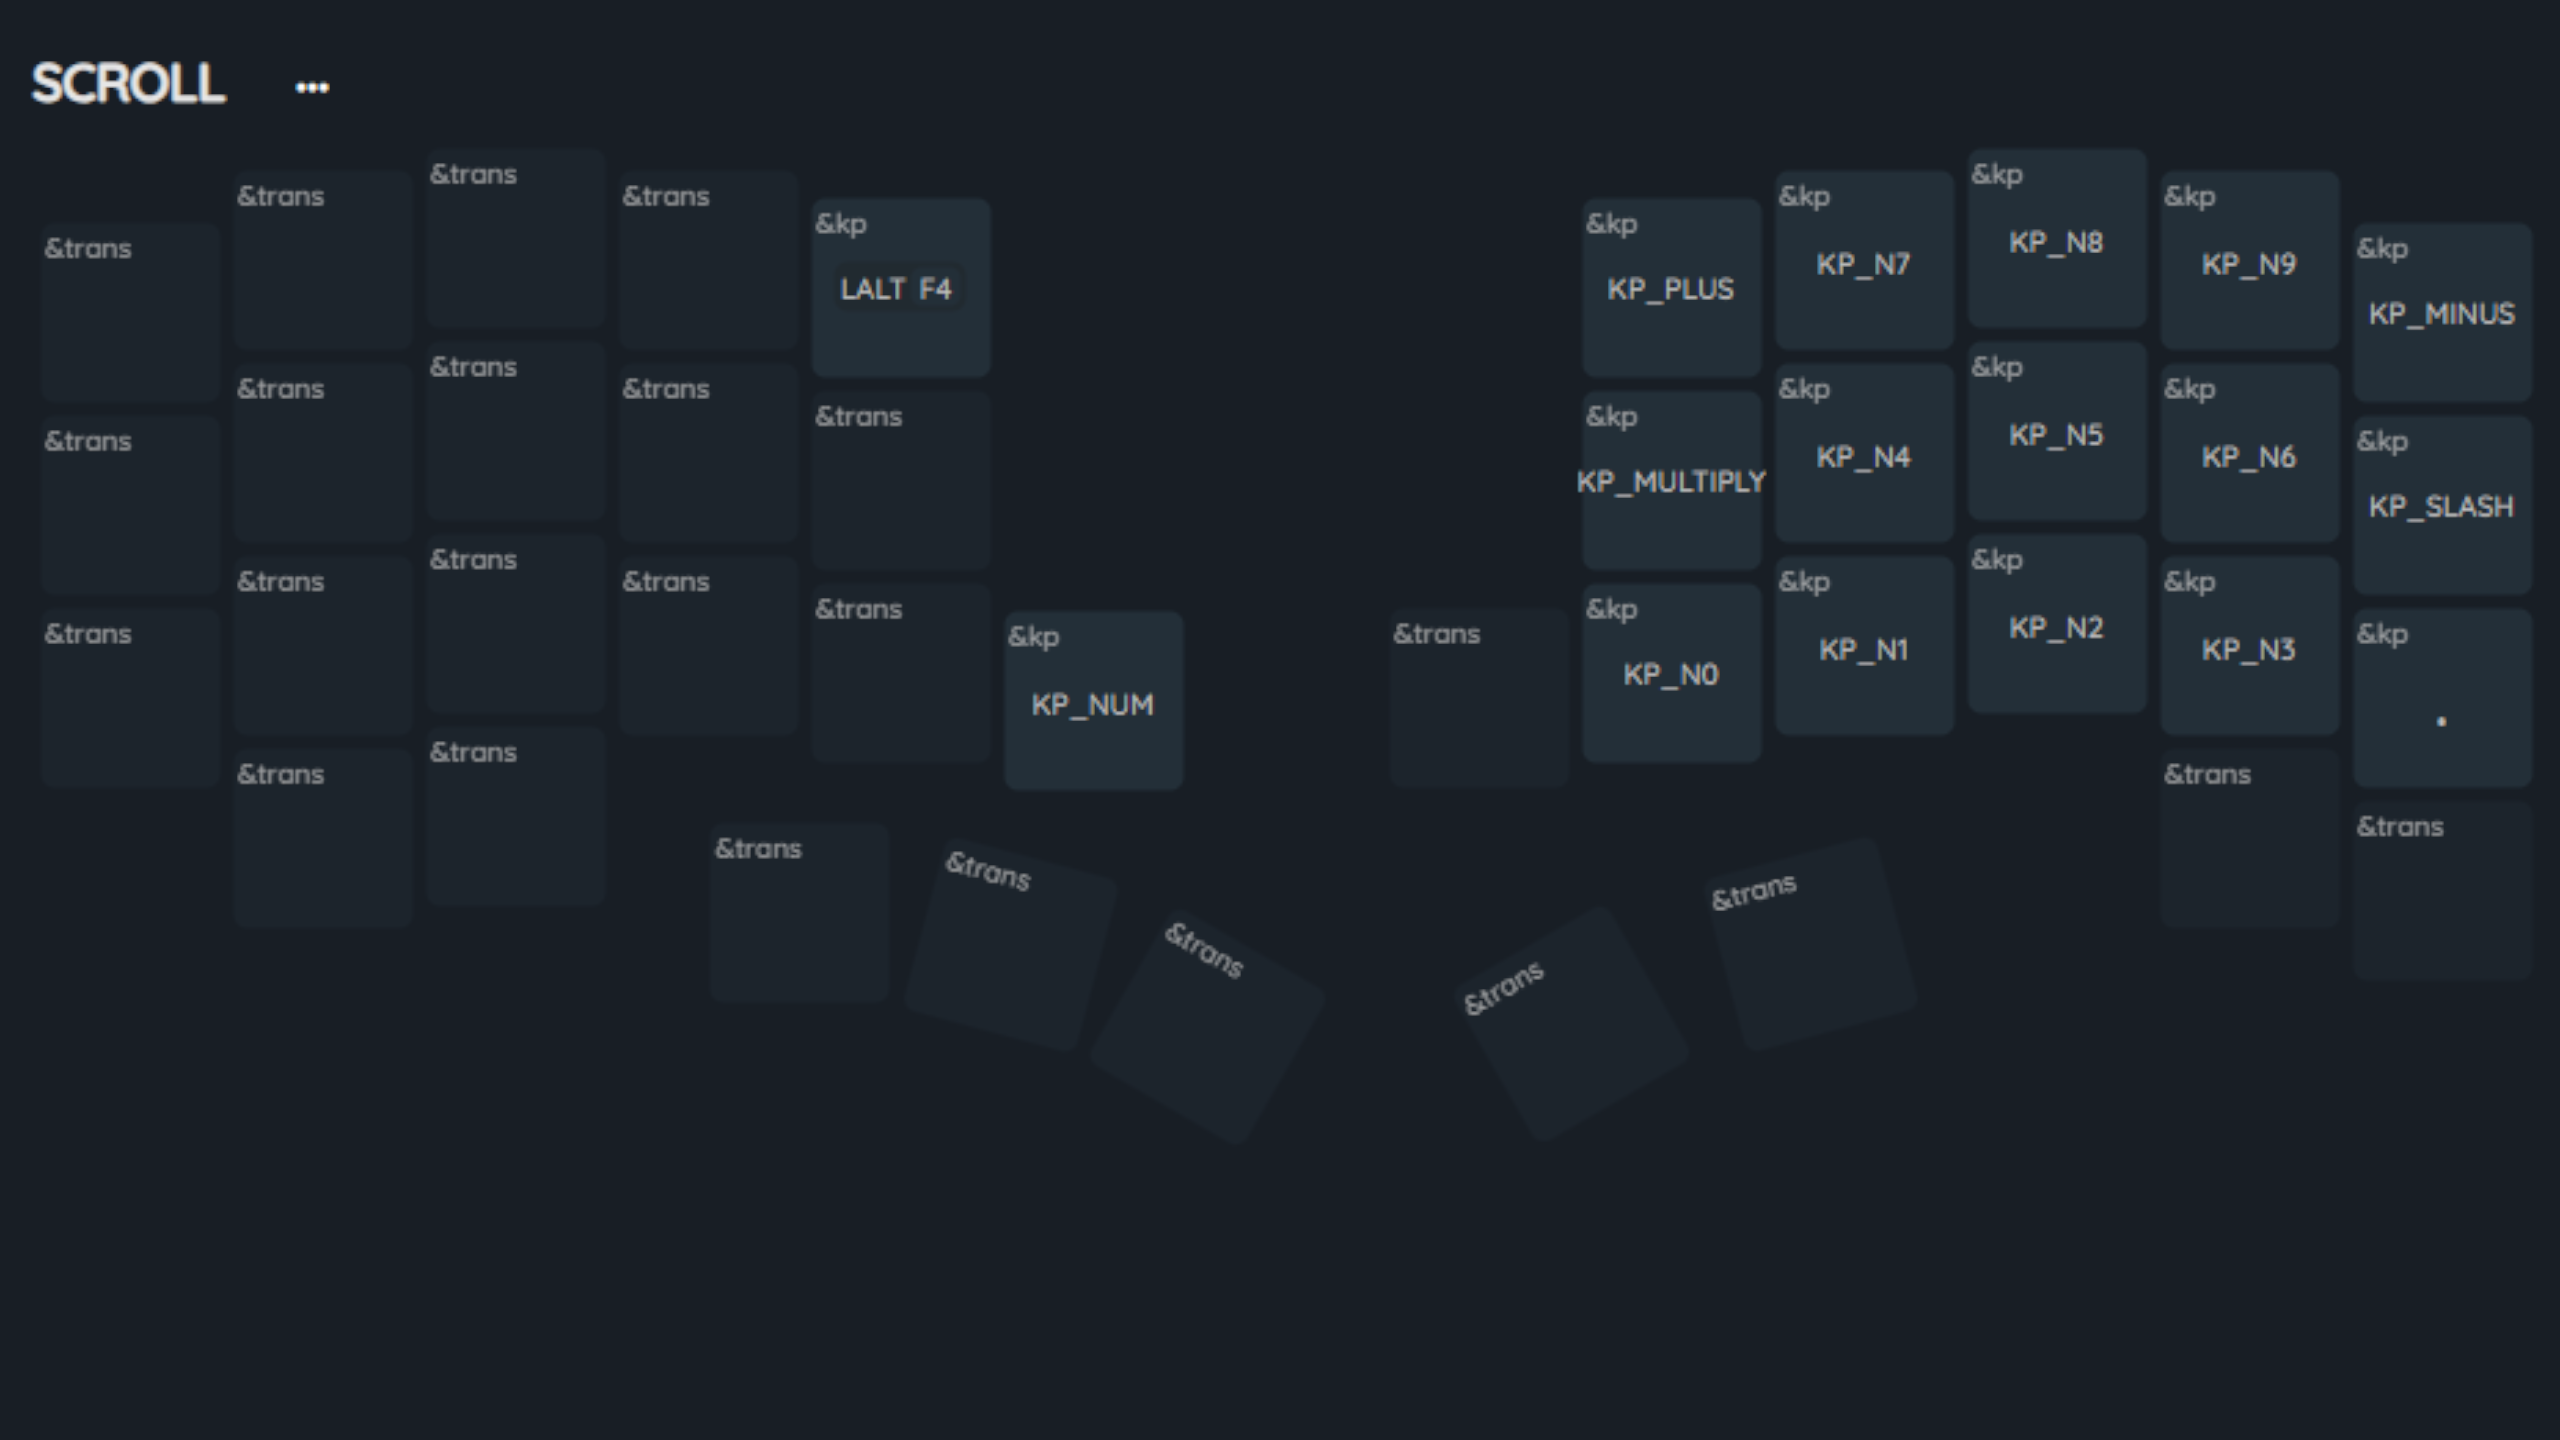 SCROLL ...
&trans &trans &trans &trans &kp LALT F4 &kp KP_PLUS &kp KP_N7 &kp KP_N8 &kp KP_N9 &kp KP_MINUS
&trans &trans &trans &trans &trans &kp KP_MULTIPLY &kp KP_N4 &kp KP_N5 &kp KP_N6 &kp KP_SLASH
&trans &trans &trans &trans &trans &kp KP_NUM &trans &kp KP_N0 &kp KP_N1 &kp KP_N2 &kp KP_N3 &kp .
&trans &trans &trans &trans &trans &trans &trans &trans &trans